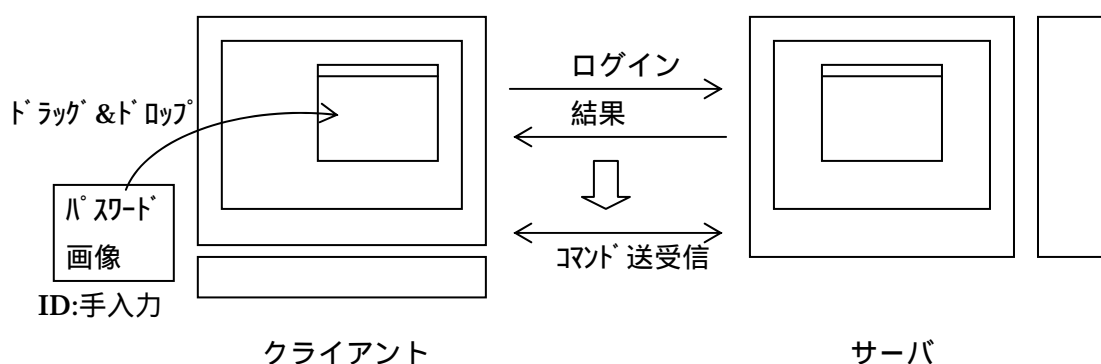 ドラッグ&ドロップ
パスワード
画像
ID:手入力
ログイン
結果
コマンド送受信
クライアント
サーバ